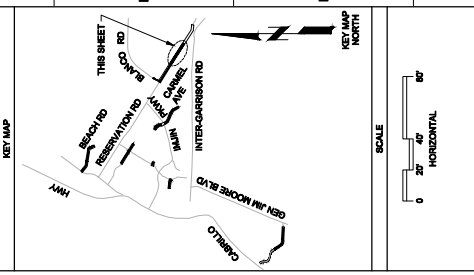 KEY MAP
THIS SHEET
BLANCO RD
BEACH RD
RESERVATION RD
IMJIN PKWY
CARMEL AVE
INTER-GARRISON RD
HWY
CABRILLO
GEN JIM MOORE BLVD
KEY MAP
NORTH
SCALE
0 20' 40' 80'
HORIZONTAL